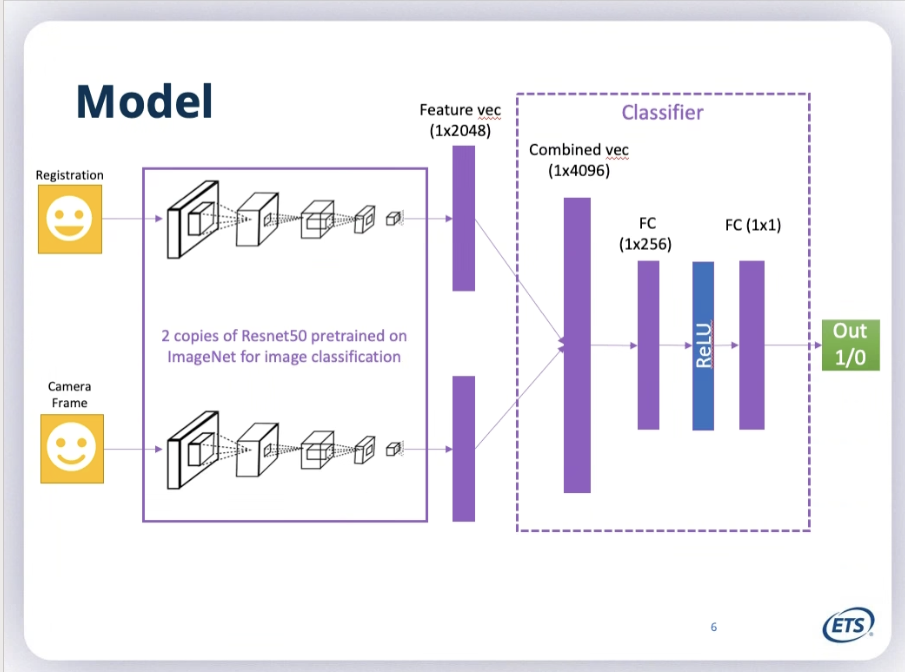 Model
Registration
Camera
Frame
2 copies of Resnet50 pretrained on
ImageNet for image classification
Feature vec
(1x2048)
Classifier
Combined vec
(1x4096)
FC
(1x256)
ReLU
FC (1x1)
Out
1/0
6
ETS